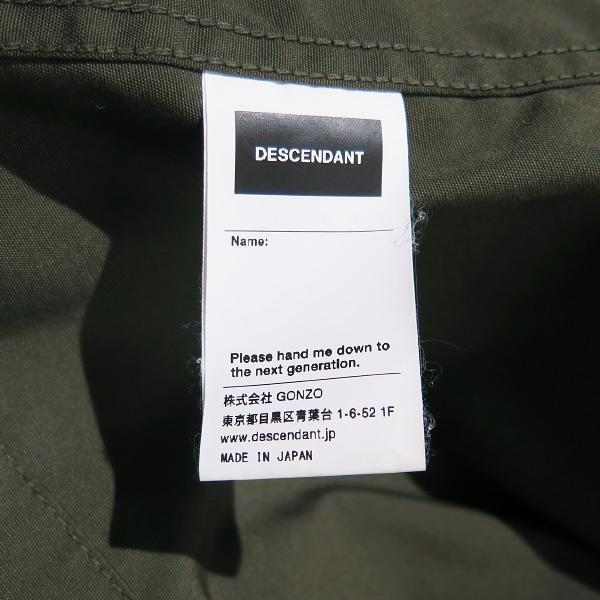 DESCENDANT
Name:
Please hand me down to
the next generation.
株式会社 GONZO
東京都目黒区青葉台 1-6-52 1F
www.descendant.jp
MADE IN JAPAN